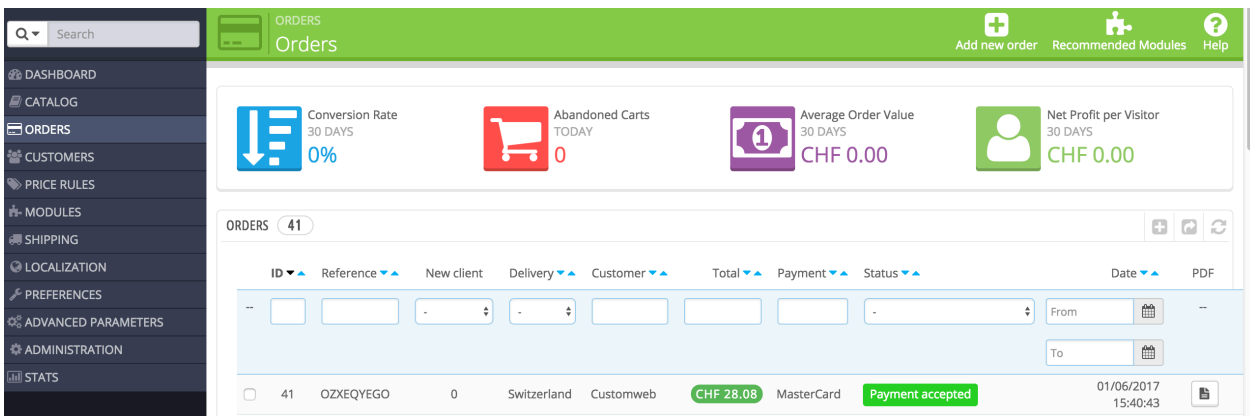 Search
DASHBOARD
CATALOG
ORDERS
CUSTOMERS
PRICE RULES
MODULES
SHIPPING
LOCALIZATION
PREFERENCES
ADVANCED PARAMETERS
ADMINISTRATION
STATS
ORDERS
Orders
Add new order Recommended Modules Help
Conversion Rate
30 DAYS
0%
Abandoned Carts
TODAY
0
1
Average Order Value
30 DAYS
CHF 0.00
Net Profit per Visitor
30 DAYS
CHF 0.00
ORDERS 41
ID Reference New client Delivery Customer Total Payment Status Date PDF
-- - - - From --
To
41 OZXEQYEGO 0 Switzerland Customweb CHF 28.08 MasterCard Payment accepted 01/06/2017
15:40:43